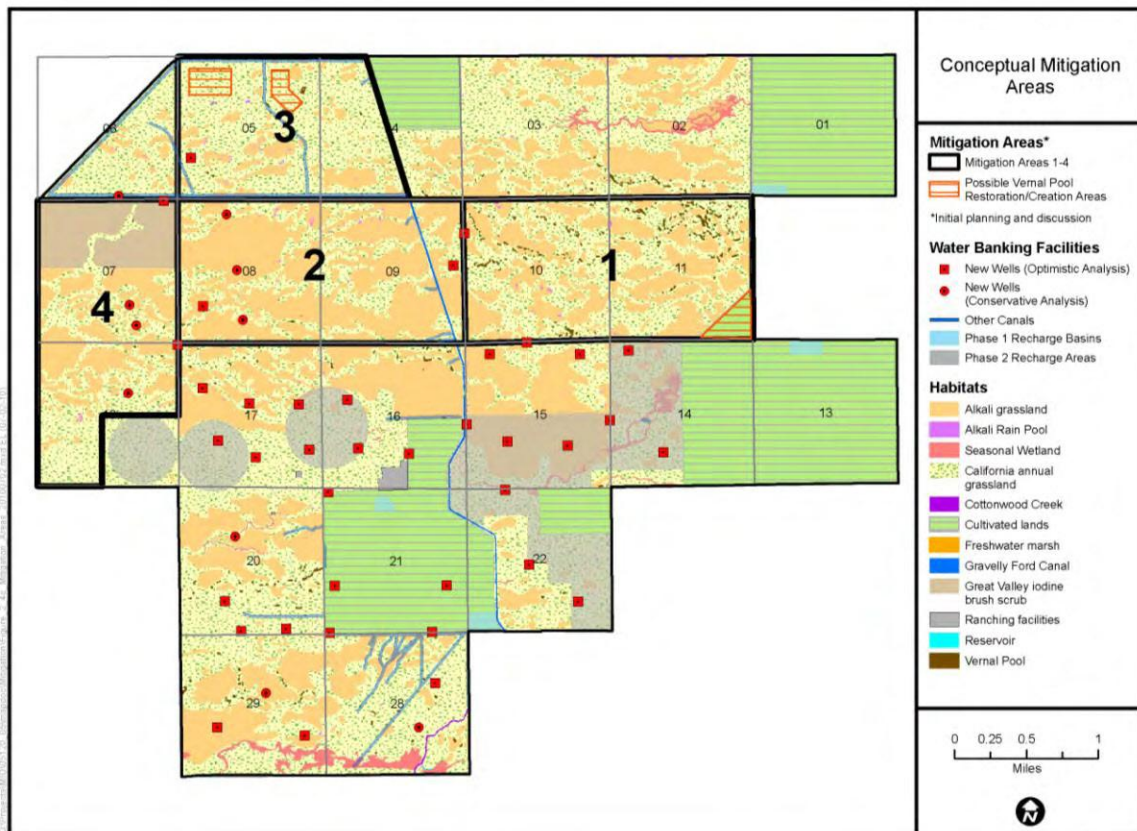 Conceptual Mitigation
Areas
Mitigation Areas*
Mitigation Areas 1-4
Possible Vernal Pool
Restoration/Creation Areas
*Initial planning and discussion
Water Banking Facilities
New Wells (Optimistic Analysis)
New Wells
(Conservative Analysis)
Other Canals
Phase 1 Recharge Basins
Phase 2 Recharge Areas
Habitats
Alkali grassland
Alkali Rain Pool
Seasonal Wetland
California annual
grassland
Cottonwood Creek
Cultivated lands
Freshwater marsh
Gravelly Ford Canal
Great Valley iodine
brush scrub
Ranching facilities
Reservoir
Vernal Pool
0 0.25 0.5 1
Miles
N
05 4 03 02 01
3
07 08 09 10 11
4 2 1
17 16 15 14 13
20 21 22
29 28